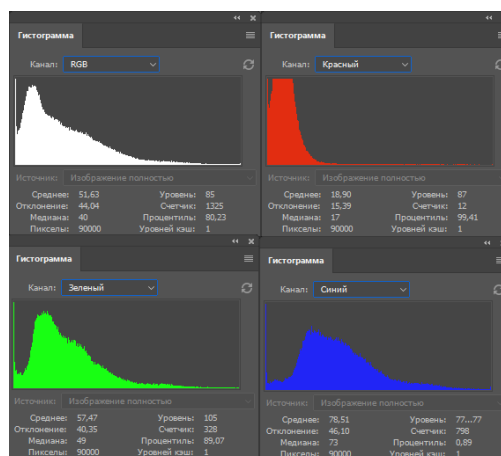 Гистограмма
Канал: RGB
Источник: Изображение полностью
Среднее: 51,63 Уровень: 85
Отклонение: 44,04 Счетчик: 1325
Медиана: 40 Процентиль: 80,23
Пикселы: 90000 Уровней кэш: 1
Гистограмма
Канал: Красный
Источник: Изображение полностью
Среднее: 18,90 Уровень: 87
Отклонение: 15,39 Счетчик: 12
Медиана: 17 Процентиль: 99,41
Пикселы: 90000 Уровней кэш: 1
Гистограмма
Канал: Зеленый
Источник: Изображение полностью
Среднее: 57,47 Уровень: 105
Отклонение: 40,35 Счетчик: 328
Медиана: 49 Процентиль: 89,07
Пикселы: 90000 Уровней кэш: 1
Гистограмма
Канал: Синий
Источник: Изображение полностью
Среднее: 78,51 Уровень: 77...77
Отклонение: 46,10 Счетчик: 798
Медиана: 73 Процентиль: 0,89
Пикселы: 90000 Уровней кэш: 1